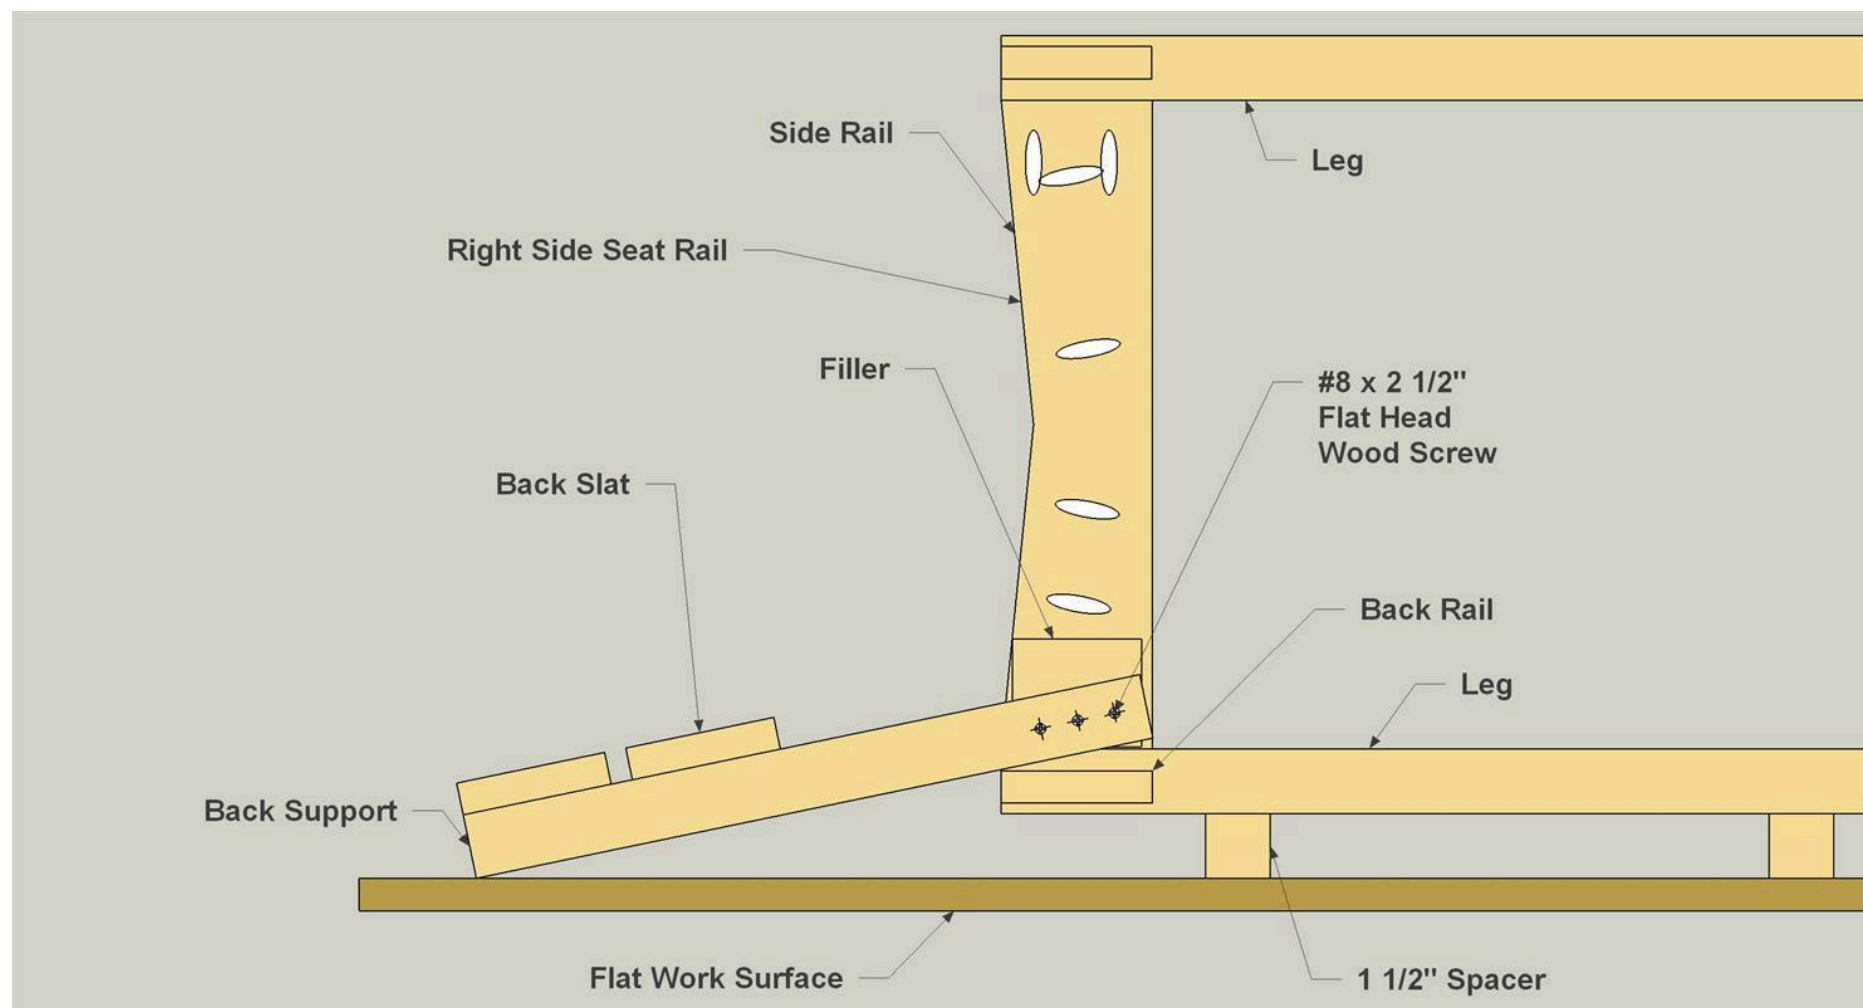 Side Rail
Leg
Right Side Seat Rail
Filler
#8 x 2 1/2"
Flat Head
Wood Screw
Back Slat
Back Rail
Leg
Back Support
Flat Work Surface
1 1/2" Spacer